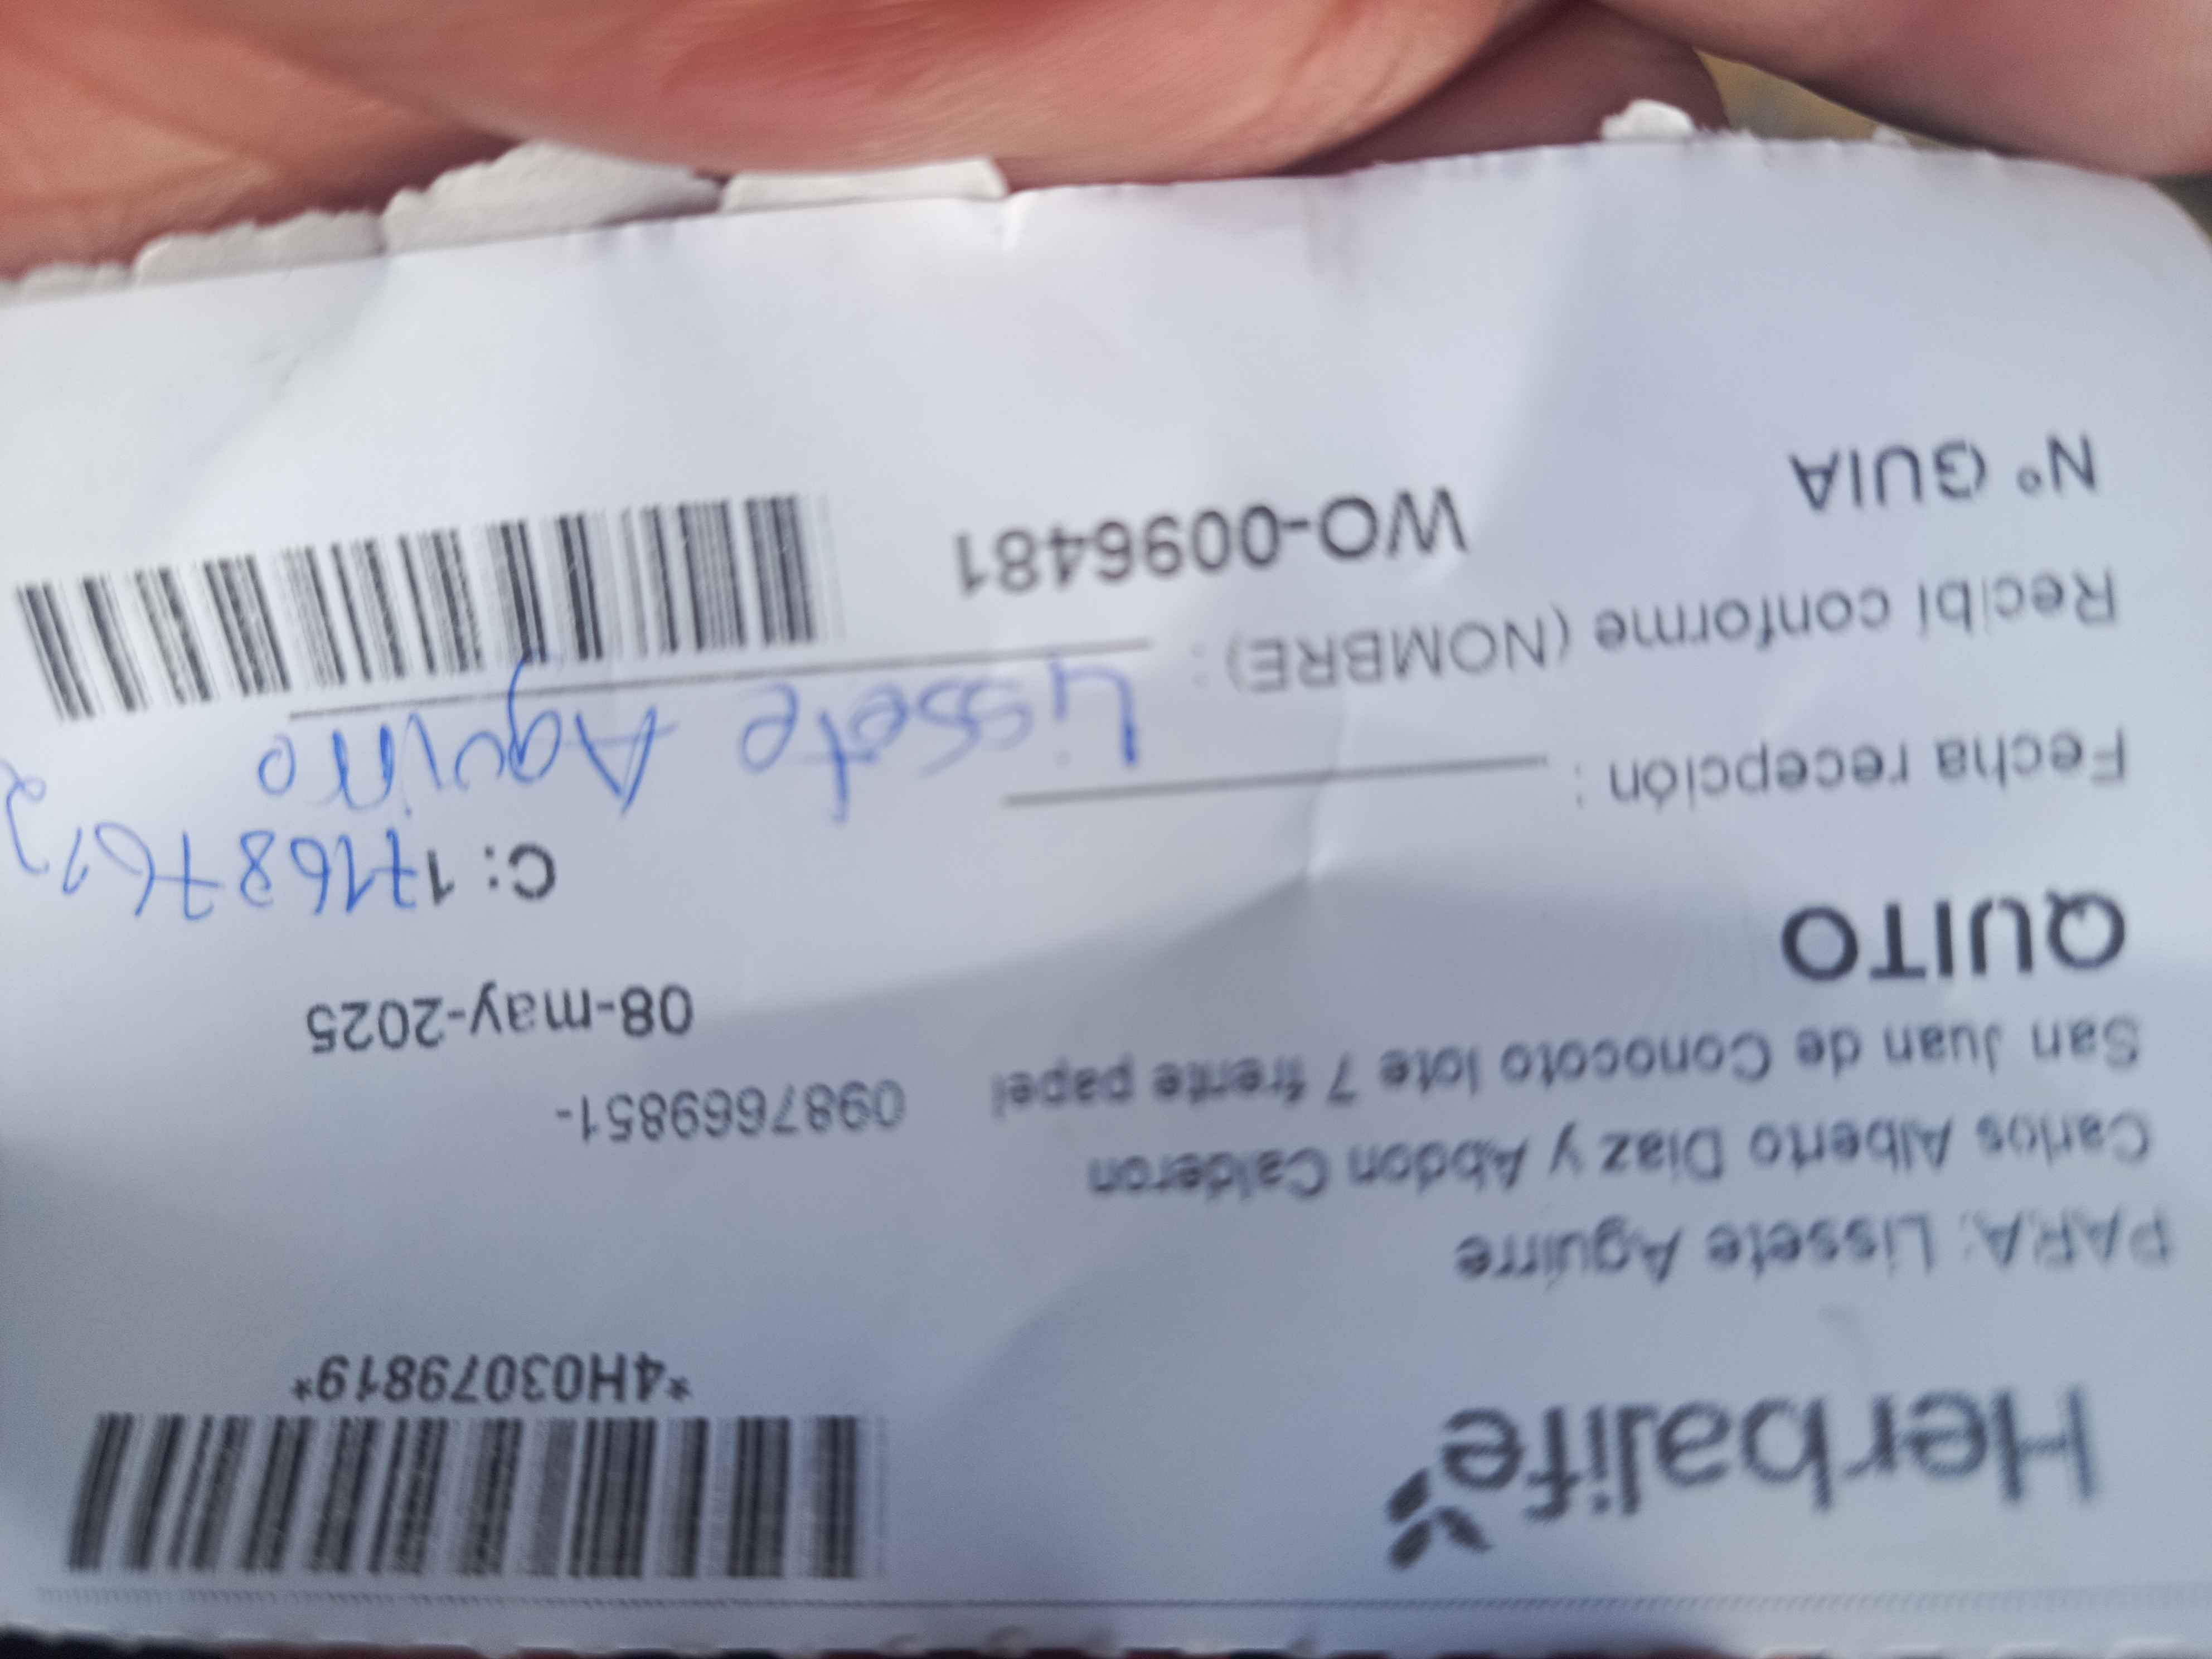 Herbalife
*4H03079819*
PARA: Lissete Aguirre
Carlos Alberto Diaz y Abdon Calderon
San Juan de Conocoto lote 7 frente papel 0987669851-
QUITO 08-may-2025
C: 17168761
Fecha recepción :
Lissete Aguirre
Recibí conforme (NOMBRE) :
N° GUIA WO-0096481